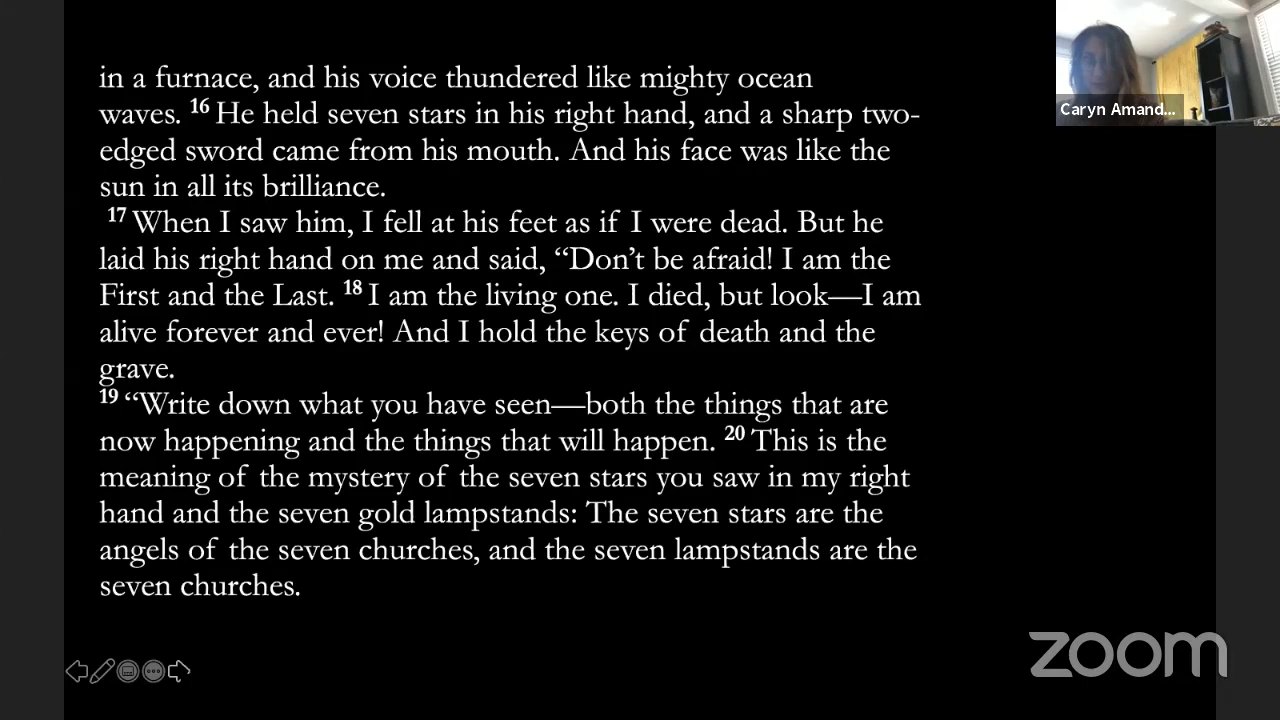 in a furnace, and his voice thundered like mighty ocean
waves. 16 He held seven stars in his right hand, and a sharp two-
edged sword came from his mouth. And his face was like the
sun in all its brilliance.
17 When I saw him, I fell at his feet as if I were dead. But he
laid his right hand on me and said, “Don’t be afraid! I am the
First and the Last. 18 I am the living one. I died, but look—I am
alive forever and ever! And I hold the keys of death and the
grave.
19 “Write down what you have seen—both the things that are
now happening and the things that will happen. 20 This is the
meaning of the mystery of the seven stars you saw in my right
hand and the seven gold lampstands: The seven stars are the
angels of the seven churches, and the seven lampstands are the
seven churches.
Caryn Amand...
zoom